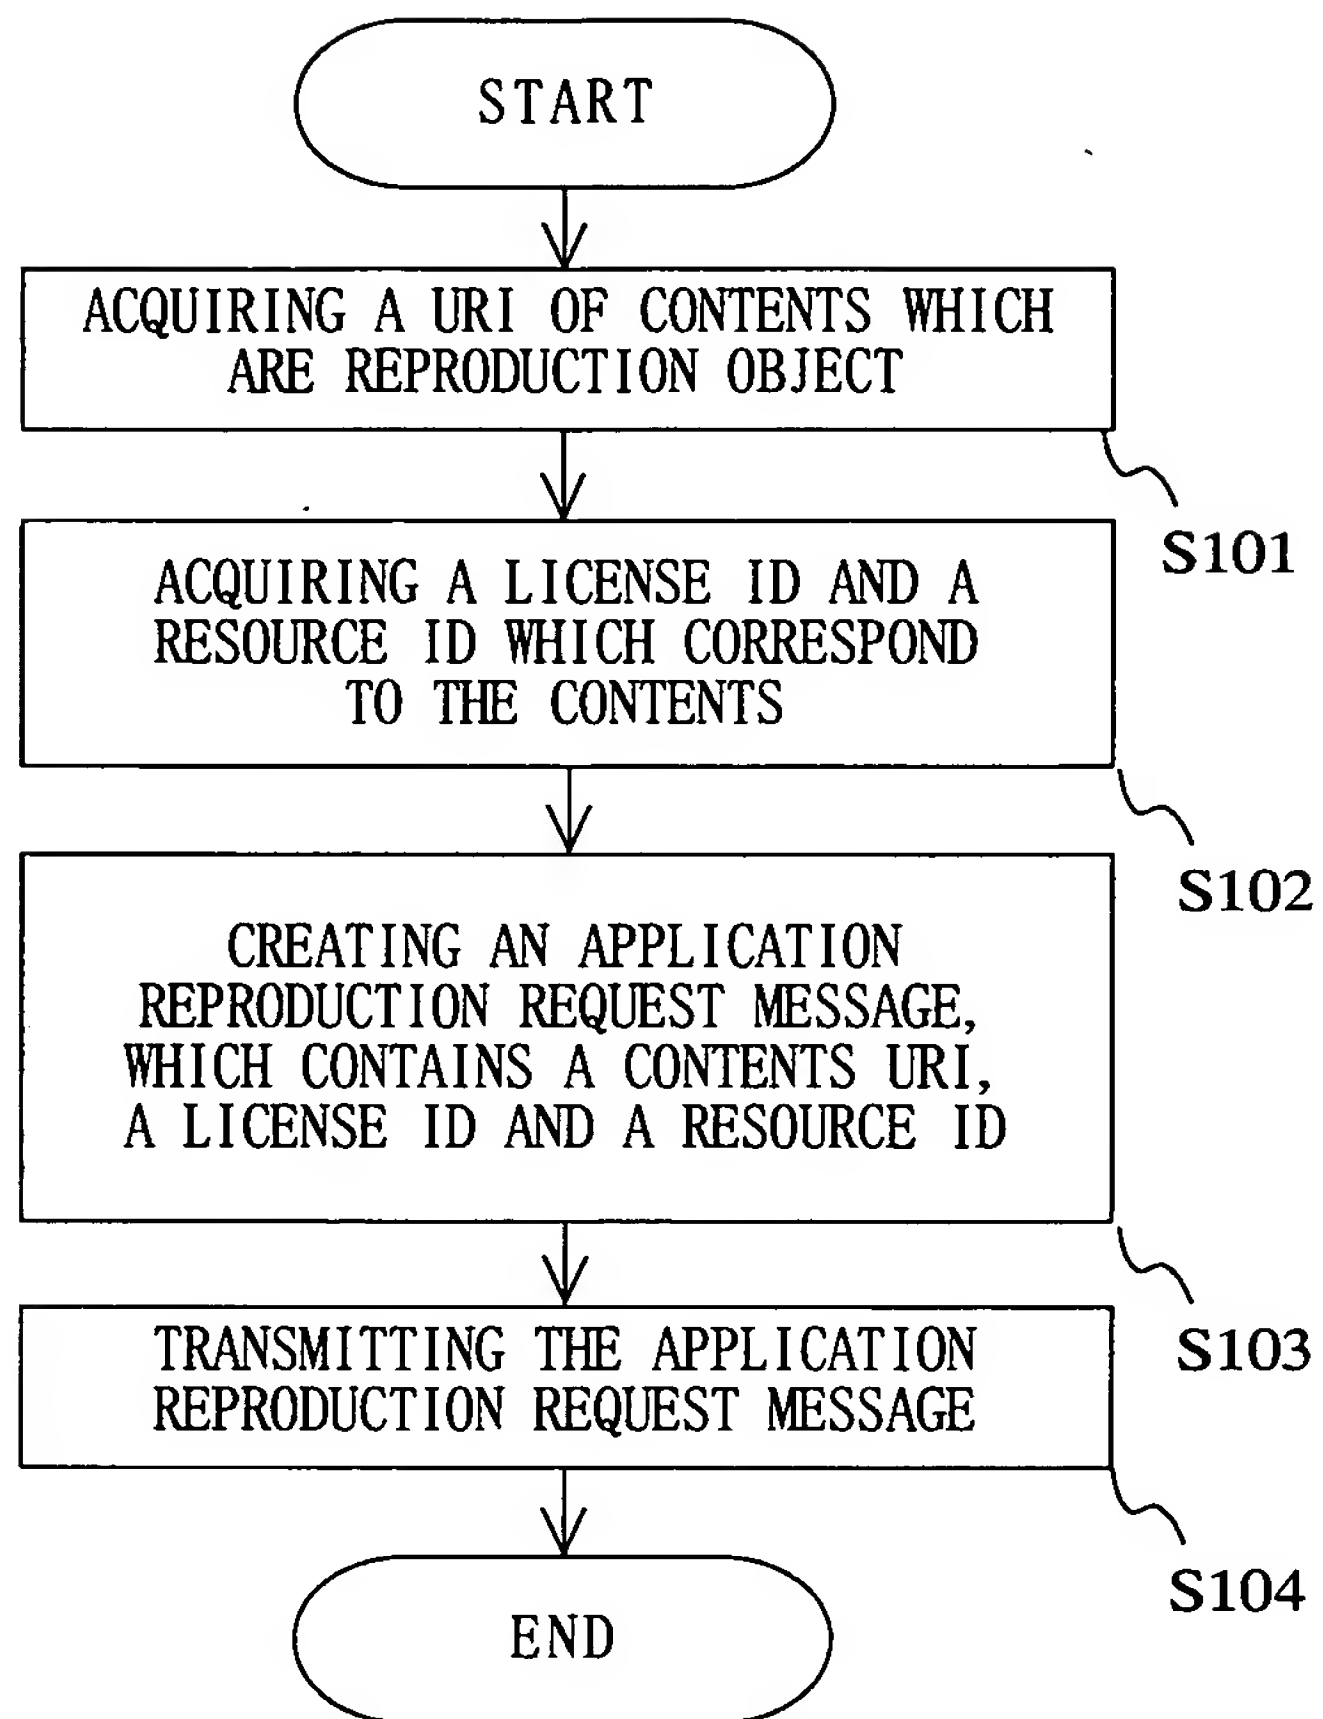 START
ACQUIRING A URI OF CONTENTS WHICH
ARE REPRODUCTION OBJECT
S101
ACQUIRING A LICENSE ID AND A
RESOURCE ID WHICH CORRESPOND
TO THE CONTENTS
S102
CREATING AN APPLICATION
REPRODUCTION REQUEST MESSAGE,
WHICH CONTAINS A CONTENTS URI,
A LICENSE ID AND A RESOURCE ID
S103
TRANSMITTING THE APPLICATION
REPRODUCTION REQUEST MESSAGE
S104
END